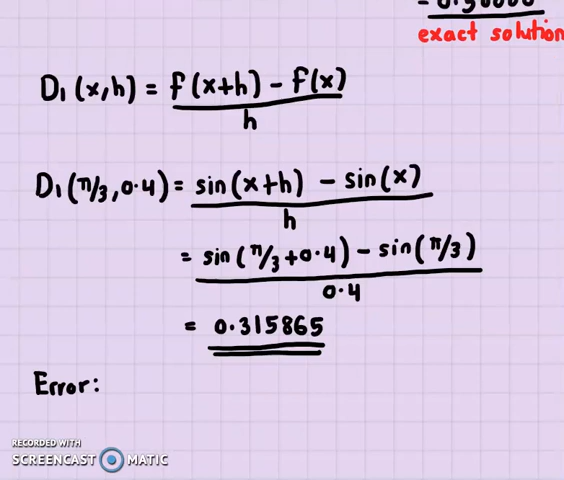 exact solution
D₁(x,h) = f(x+h) - f(x)
h
D₁(π/3,0.4) = sin(x+h) - sin(x)
h
= sin(π/3+0.4) - sin(π/3)
0.4
= 0.315865
Error:
RECORDED WITH
SCREENCAST MATIC